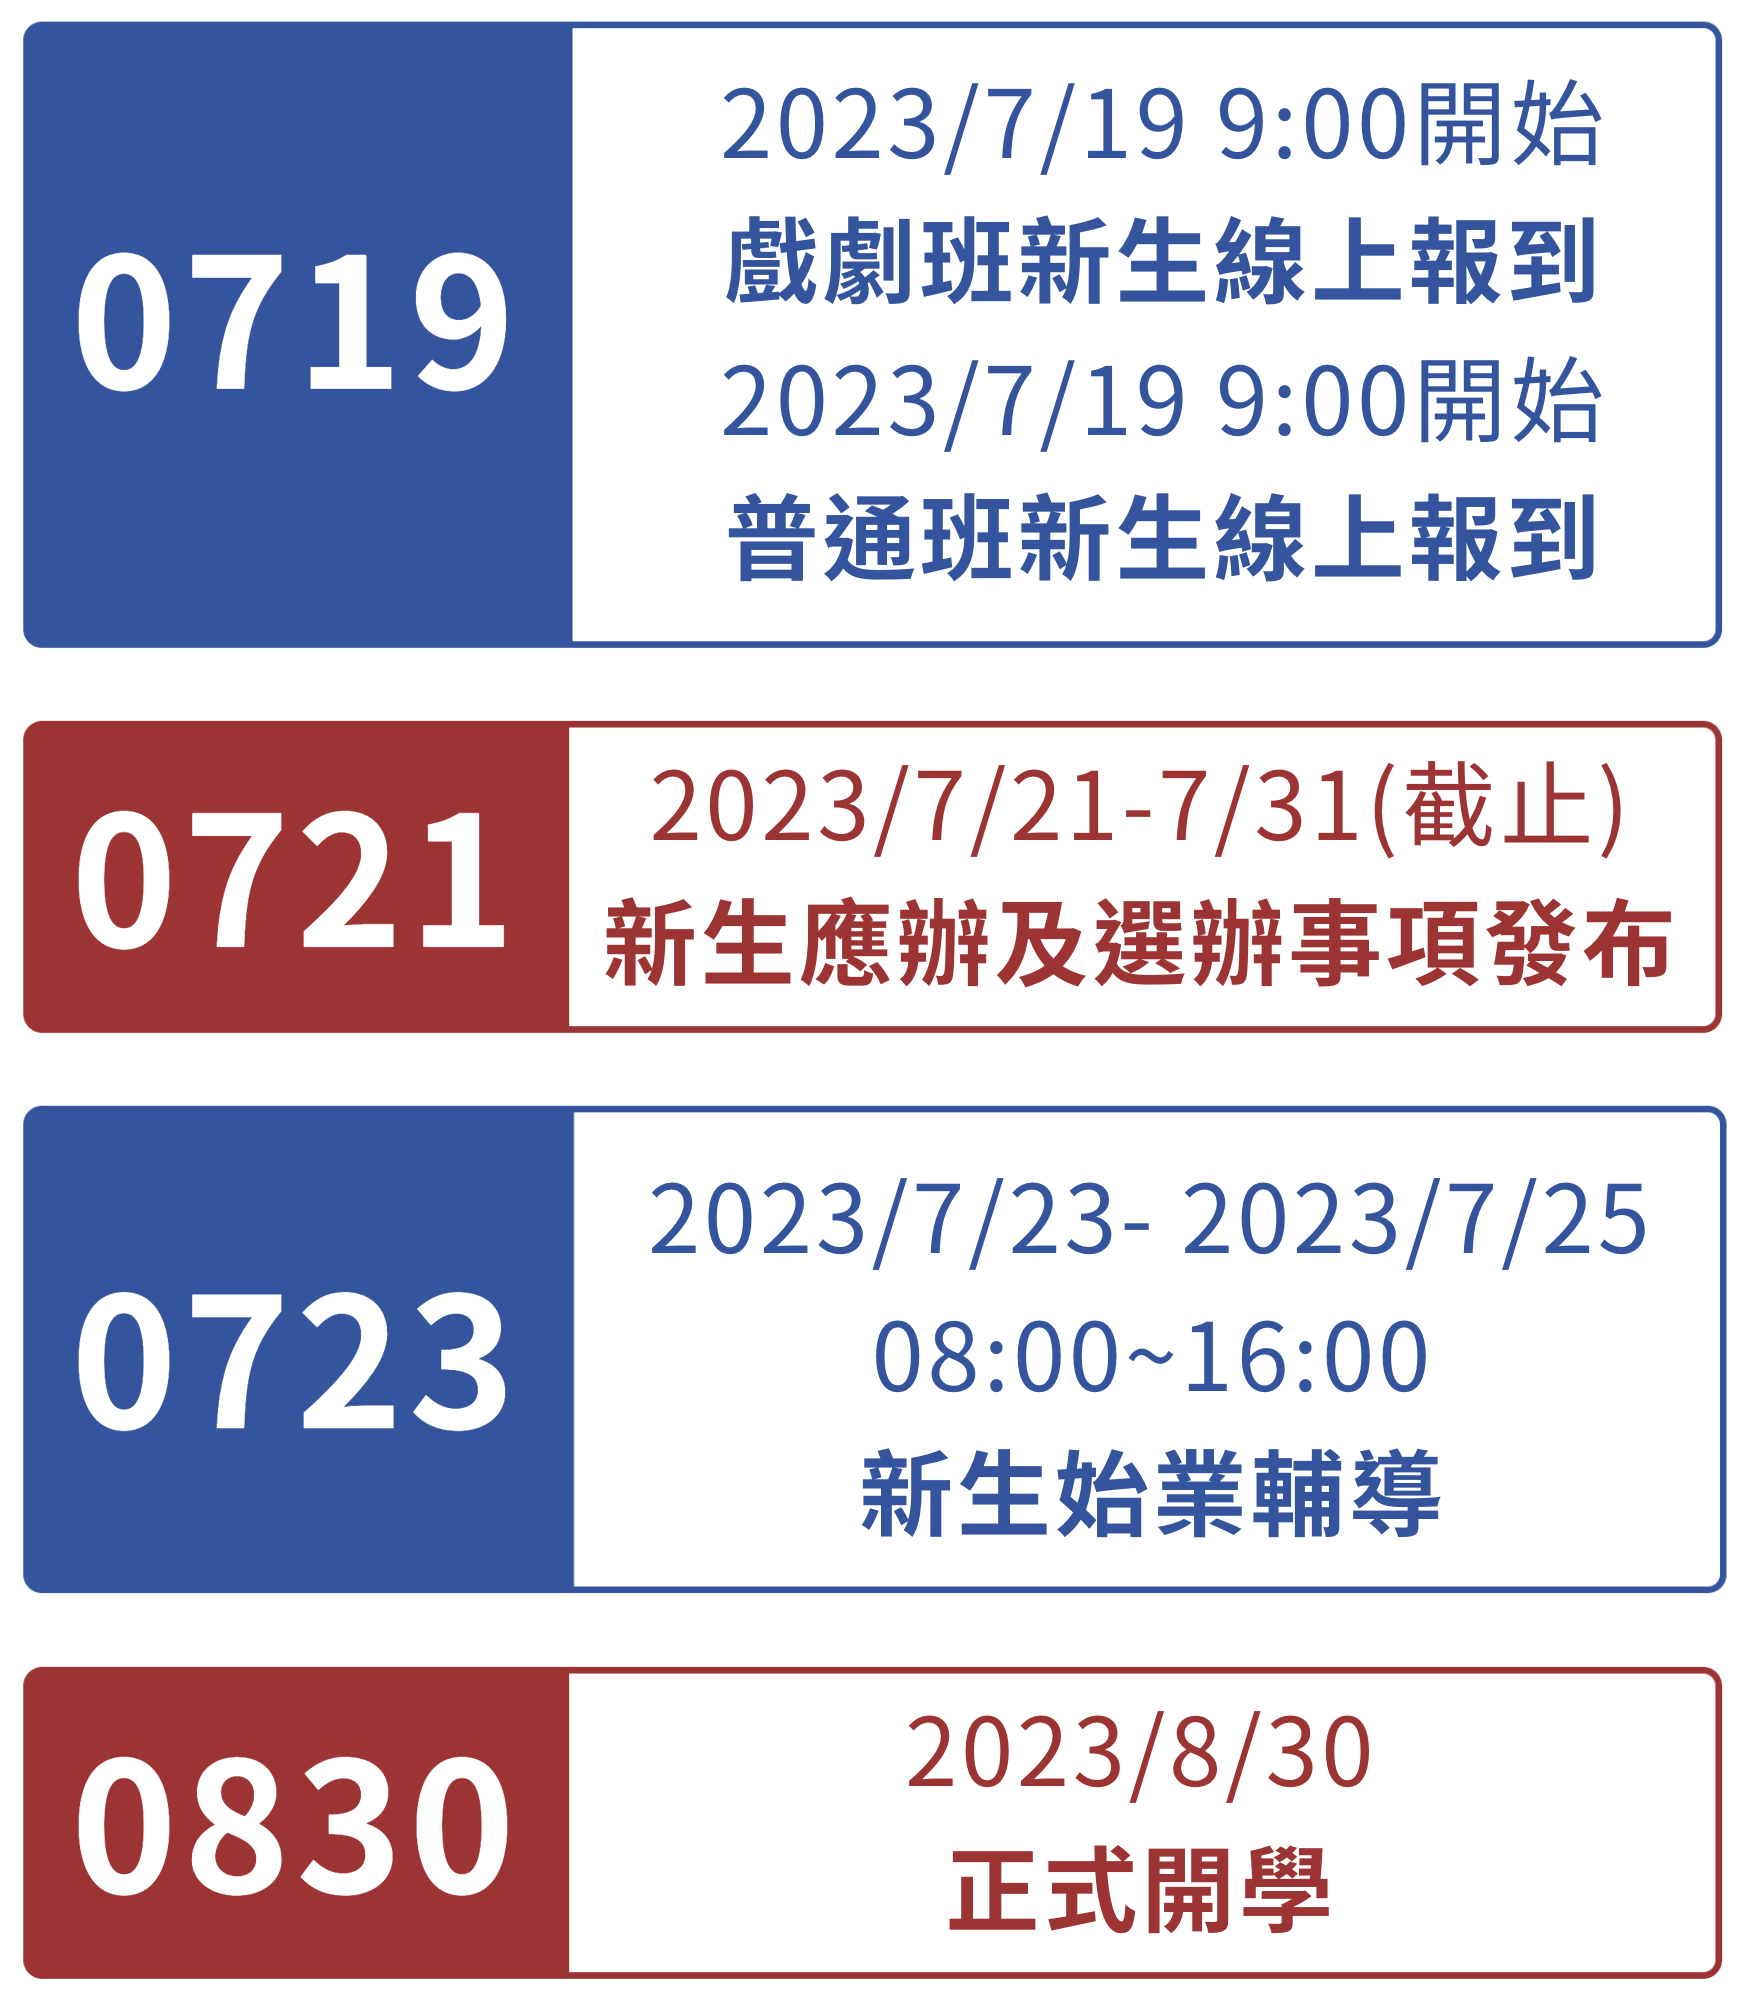 0719
2023/7/19 9:00開始
戲劇班新生線上報到
2023/7/19 9:00開始
普通班新生線上報到
0721
2023/7/21-7/31(截止)
新生應辦及選辦事項發布
0723
2023/7/23- 2023/7/25
08:00~16:00
新生始業輔導
0830
2023/8/30
正式開學